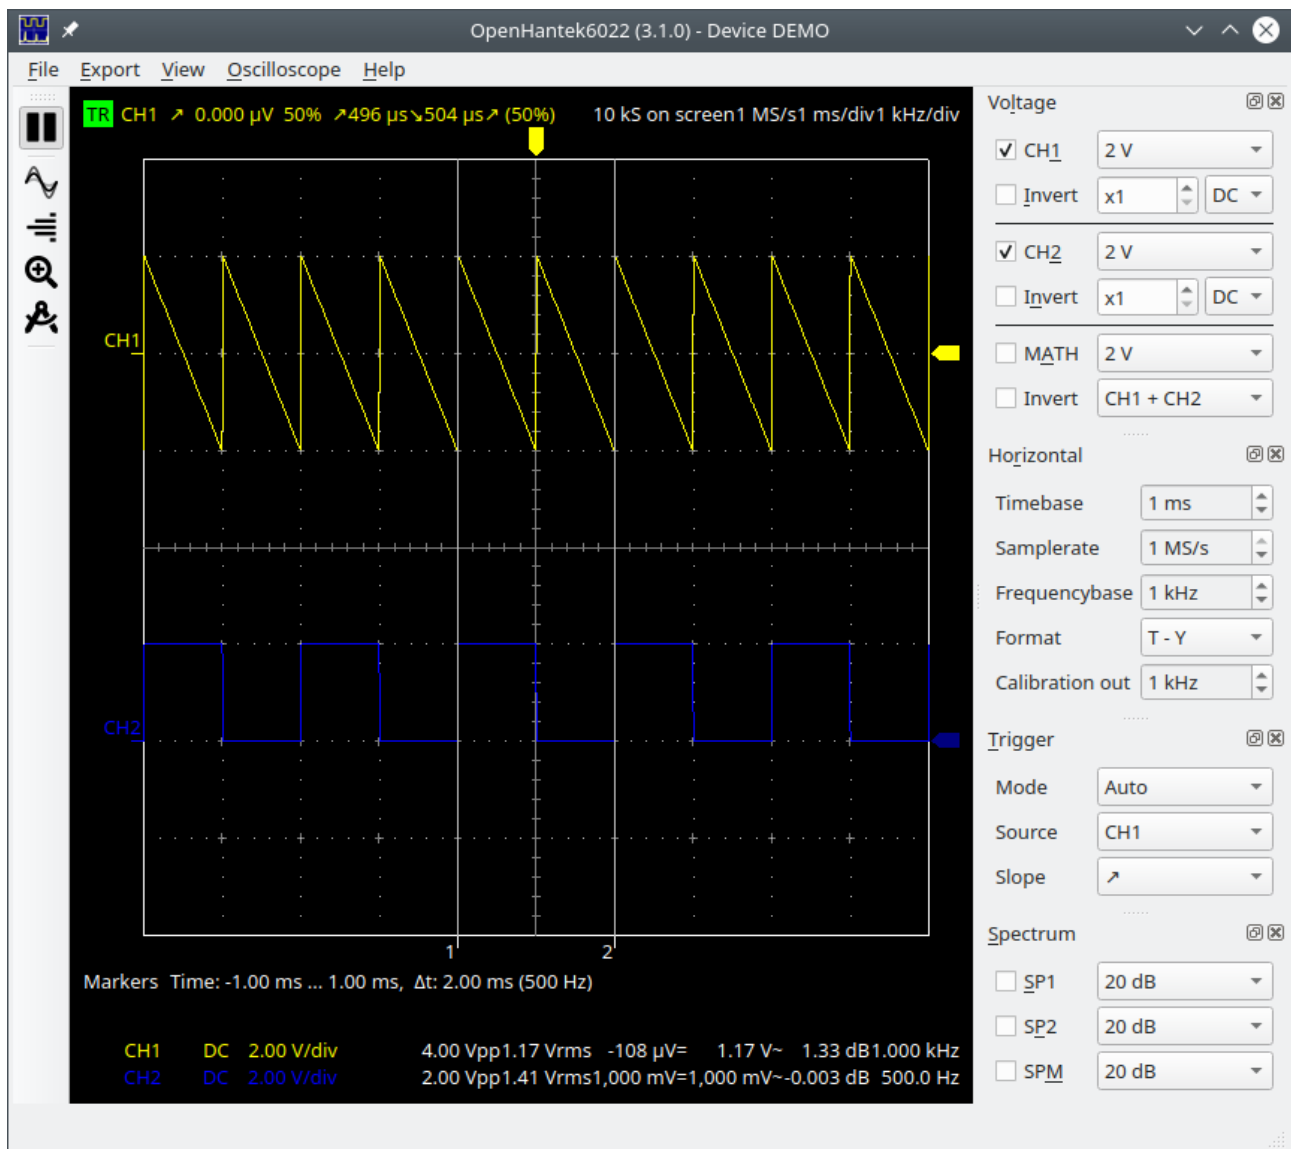 OpenHantek6022 (3.1.0) - Device DEMO
File Export View Oscilloscope Help
TR CH1 ↗ 0.000 µV 50% ↗496 µs↘504 µs↗ (50%) 10 kS on screen1 MS/s1 ms/div1 kHz/div
CH1
CH2
1
2
Markers Time: -1.00 ms ... 1.00 ms, Δt: 2.00 ms (500 Hz)
CH1 DC 2.00 V/div 4.00 Vpp1.17 Vrms -108 µV= 1.17 V~ 1.33 dB1.000 kHz
CH2 DC 2.00 V/div 2.00 Vpp1.41 Vrms1,000 mV=1,000 mV~-0.003 dB 500.0 Hz
Voltage
CH1 2 V
Invert x1 DC
CH2 2 V
Invert x1 DC
MATH 2 V
Invert CH1 + CH2
Horizontal
Timebase 1 ms
Samplerate 1 MS/s
Frequencybase 1 kHz
Format T - Y
Calibration out 1 kHz
Trigger
Mode Auto
Source CH1
Slope ↗
Spectrum
SP1 20 dB
SP2 20 dB
SPM 20 dB